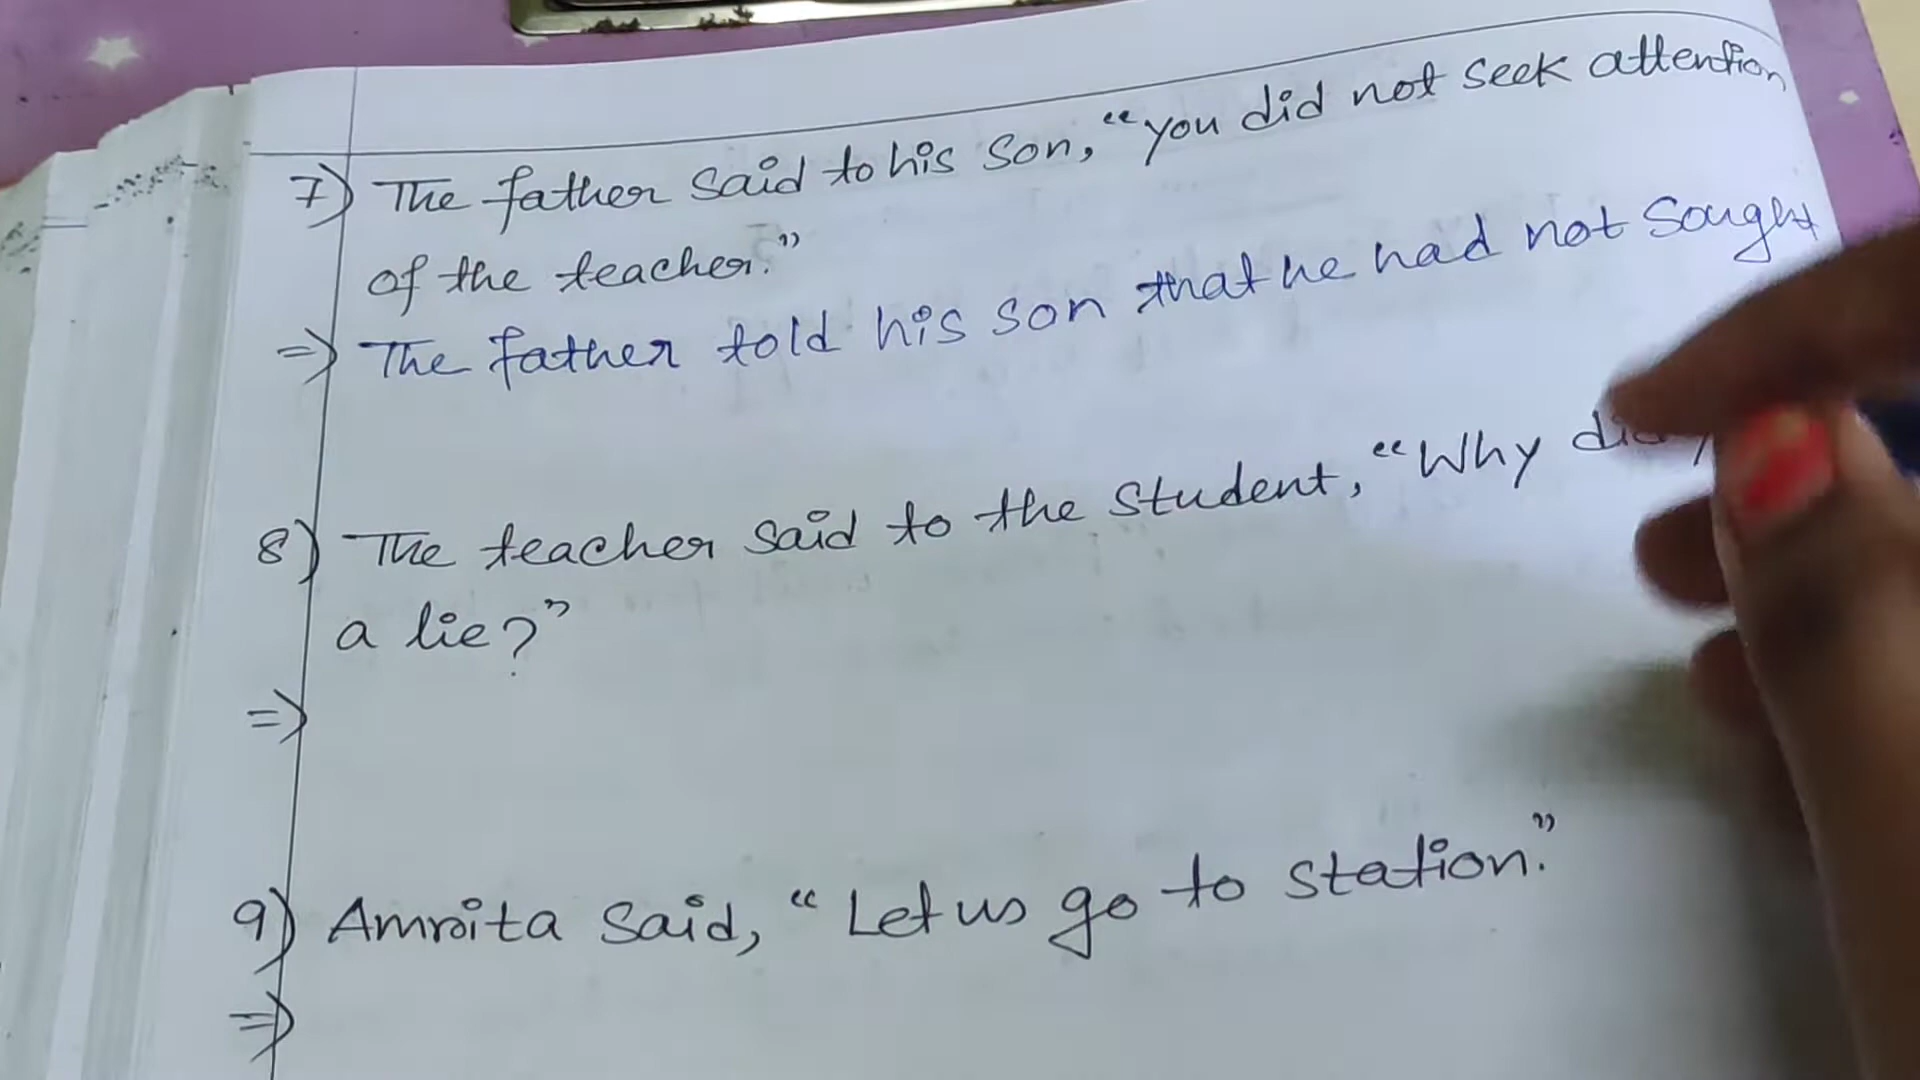 7) The father said to his son, "you did not seek attention
of the teacher."
=> The father told his son that he had not sought
8) The teacher said to the student, "Why
a lie?"
=>
9) Amrita said, "Let us go to station."
=>